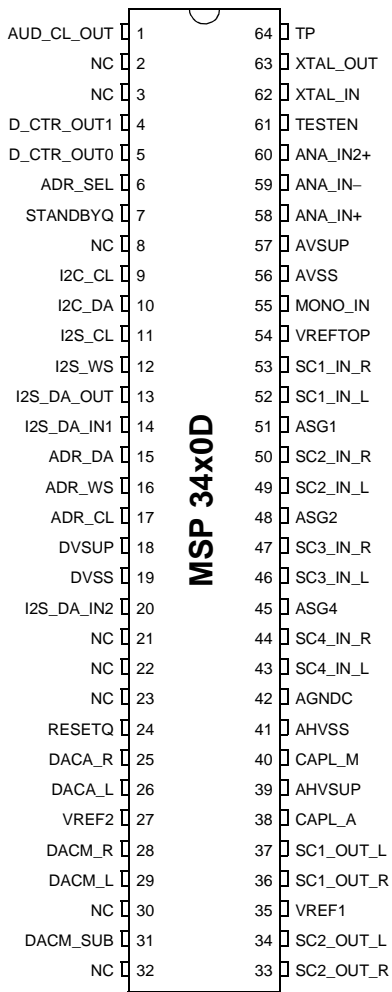 AUD_CL_OUT 1 64 TP
NC 2 63 XTAL_OUT
NC 3 62 XTAL_IN
D_CTR_OUT1 4 61 TESTEN
D_CTR_OUT0 5 60 ANA_IN2+
ADR_SEL 6 59 ANA_IN−
STANDBYQ 7 58 ANA_IN+
NC 8 57 AVSUP
I2C_CL 9 56 AVSS
I2C_DA 10 55 MONO_IN
I2S_CL 11 54 VREFTOP
I2S_WS 12 53 SC1_IN_R
I2S_DA_OUT 13 52 SC1_IN_L
I2S_DA_IN1 14 51 ASG1
ADR_DA 15 50 SC2_IN_R
ADR_WS 16 49 SC2_IN_L
ADR_CL 17 48 ASG2
DVSUP 18 47 SC3_IN_R
DVSS 19 46 SC3_IN_L
I2S_DA_IN2 20 45 ASG4
NC 21 44 SC4_IN_R
NC 22 43 SC4_IN_L
NC 23 42 AGNDC
RESETQ 24 41 AHVSS
DACA_R 25 40 CAPL_M
DACA_L 26 39 AHVSUP
VREF2 27 38 CAPL_A
DACM_R 28 37 SC1_OUT_L
DACM_L 29 36 SC1_OUT_R
NC 30 35 VREF1
DACM_SUB 31 34 SC2_OUT_L
NC 32 33 SC2_OUT_R
MSP 34x0D